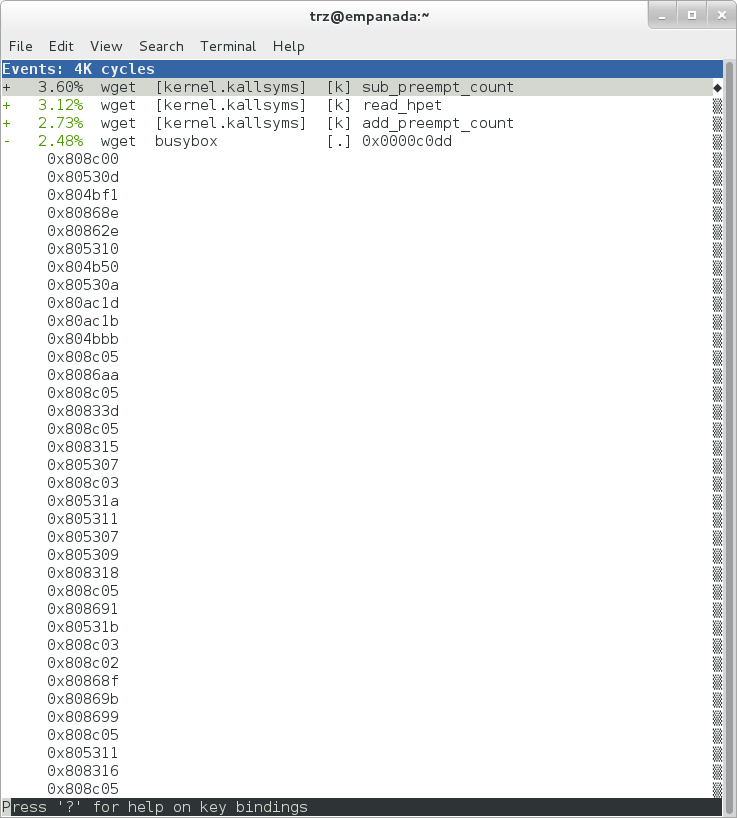 trz@empanada:~
File Edit View Search Terminal Help
Events: 4K cycles
+ 3.60% wget [kernel.kallsyms] [k] sub_preempt_count
+ 3.12% wget [kernel.kallsyms] [k] read_hpet
+ 2.73% wget [kernel.kallsyms] [k] add_preempt_count
- 2.48% wget busybox [.] 0x0000c0dd
0x808c00
0x80530d
0x804bf1
0x80868e
0x80862e
0x805310
0x804b50
0x80530a
0x80ac1d
0x80ac1b
0x804bbb
0x808c05
0x8086aa
0x808c05
0x80833d
0x808c05
0x808315
0x805307
0x808c03
0x80531a
0x805311
0x805307
0x805309
0x808318
0x808c05
0x808691
0x80531b
0x808c03
0x808c02
0x80868f
0x80869b
0x808699
0x808c05
0x805311
0x808316
0x808c05
Press '?' for help on key bindings